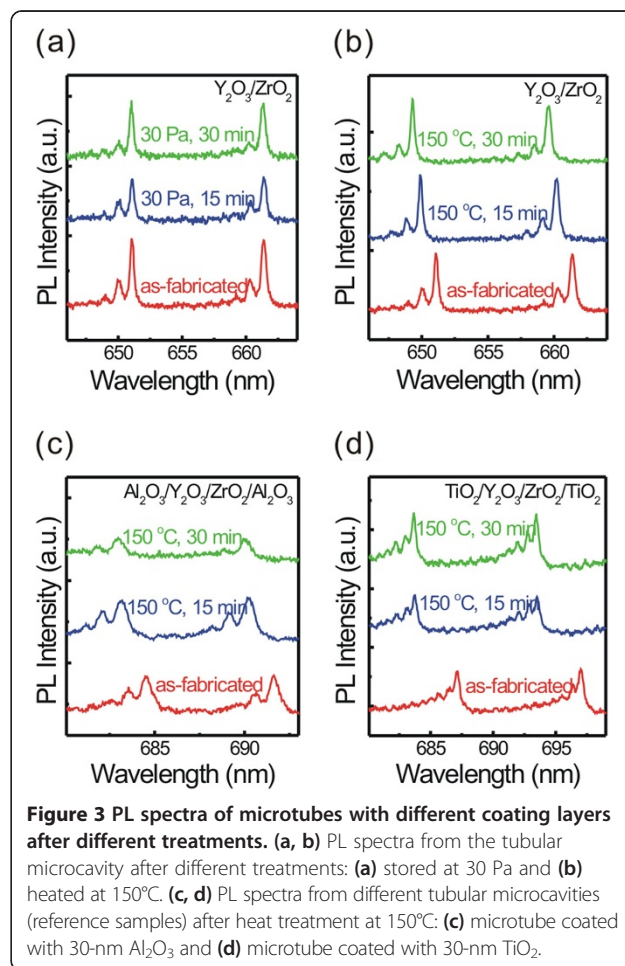 (a)
Y₂O₃/ZrO₂
30 Pa, 30 min
30 Pa, 15 min
as-fabricated
PL Intensity (a.u.)
650 655 660
Wavelength (nm)
(b)
Y₂O₃/ZrO₂
150 °C, 30 min
150 °C, 15 min
as-fabricated
PL Intensity (a.u.)
650 655 660
Wavelength (nm)
(c)
Al₂O₃/Y₂O₃/ZrO₂/Al₂O₃
150 °C, 30 min
150 °C, 15 min
as-fabricated
PL Intensity (a.u.)
685 690
Wavelength (nm)
(d)
TiO₂/Y₂O₃/ZrO₂/TiO₂
150 °C, 30 min
150 °C, 15 min
as-fabricated
PL Intensity (a.u.)
685 690 695
Wavelength (nm)
Figure 3 PL spectra of microtubes with different coating layers
after different treatments. (a, b) PL spectra from the tubular
microcavity after different treatments: (a) stored at 30 Pa and (b)
heated at 150°C. (c, d) PL spectra from different tubular microcavities
(reference samples) after heat treatment at 150°C: (c) microtube coated
with 30-nm Al₂O₃ and (d) microtube coated with 30-nm TiO₂.